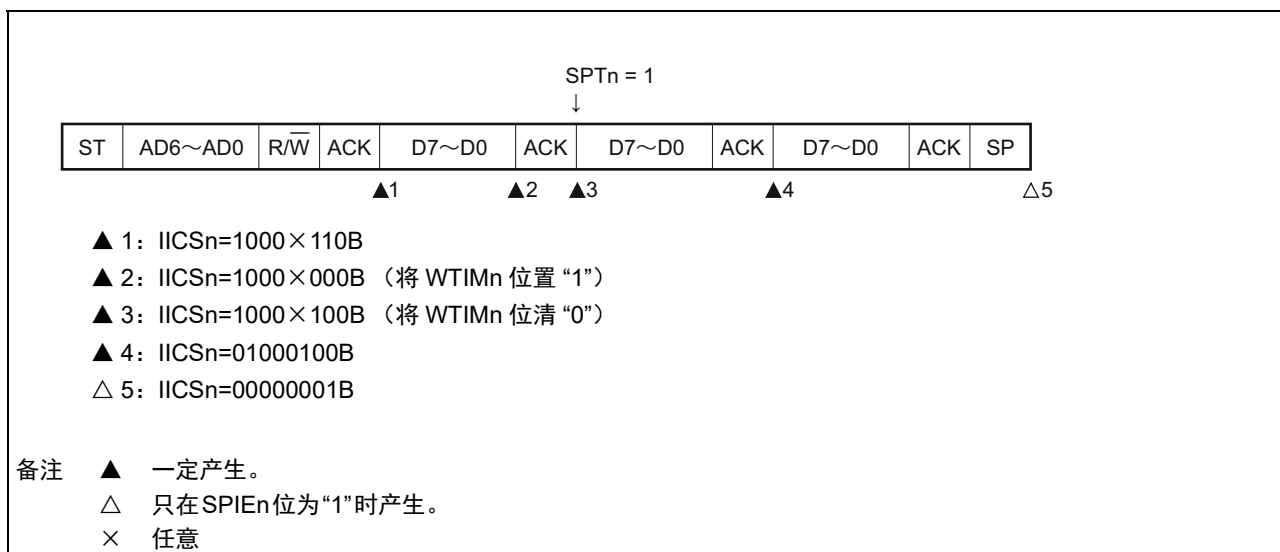 SPTn = 1
↓
ST AD6～AD0 R/W̅ ACK D7～D0 ACK D7～D0 ACK D7～D0 ACK SP
▲1 ▲2 ▲3 ▲4 △5
▲ 1：IICSn=1000×110B
▲ 2：IICSn=1000×000B （将 WTIMn 位置 “1”）
▲ 3：IICSn=1000×100B （将 WTIMn 位清 “0”）
▲ 4：IICSn=01000100B
△ 5：IICSn=00000001B
备注 ▲ 一定产生。
△ 只在SPIEn位为“1”时产生。
× 任意